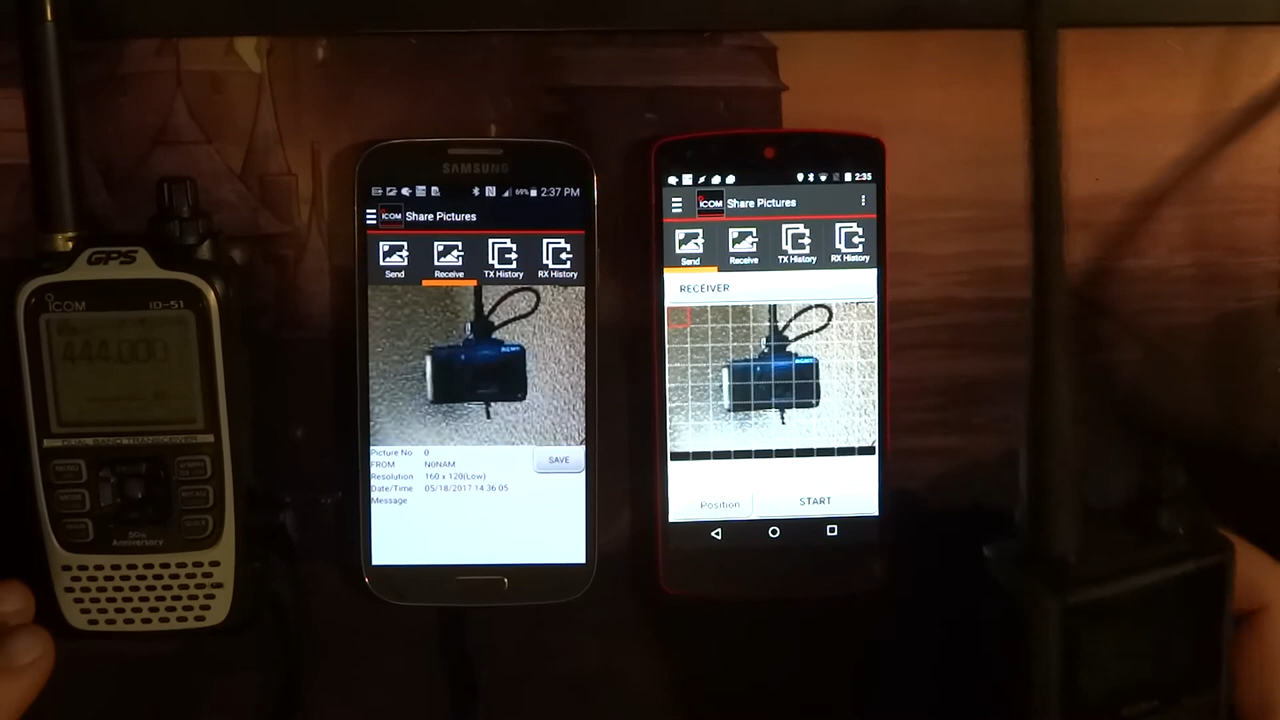 GPS
ICOM
ID-51
444.000
DUAL BAND TRANSCEIVER
50th
Anniversary
SAMSUNG
69% 2:37 PM
ICOM Share Pictures
Send Receive TX History RX History
Picture No 0
FROM N0NAM
Resolution 160 x 120(Low)
Date/Time 05/18/2017 14:36:05
Message
SAVE
2:35
ICOM Share Pictures
Send Receive TX History RX History
RECEIVER
Position START